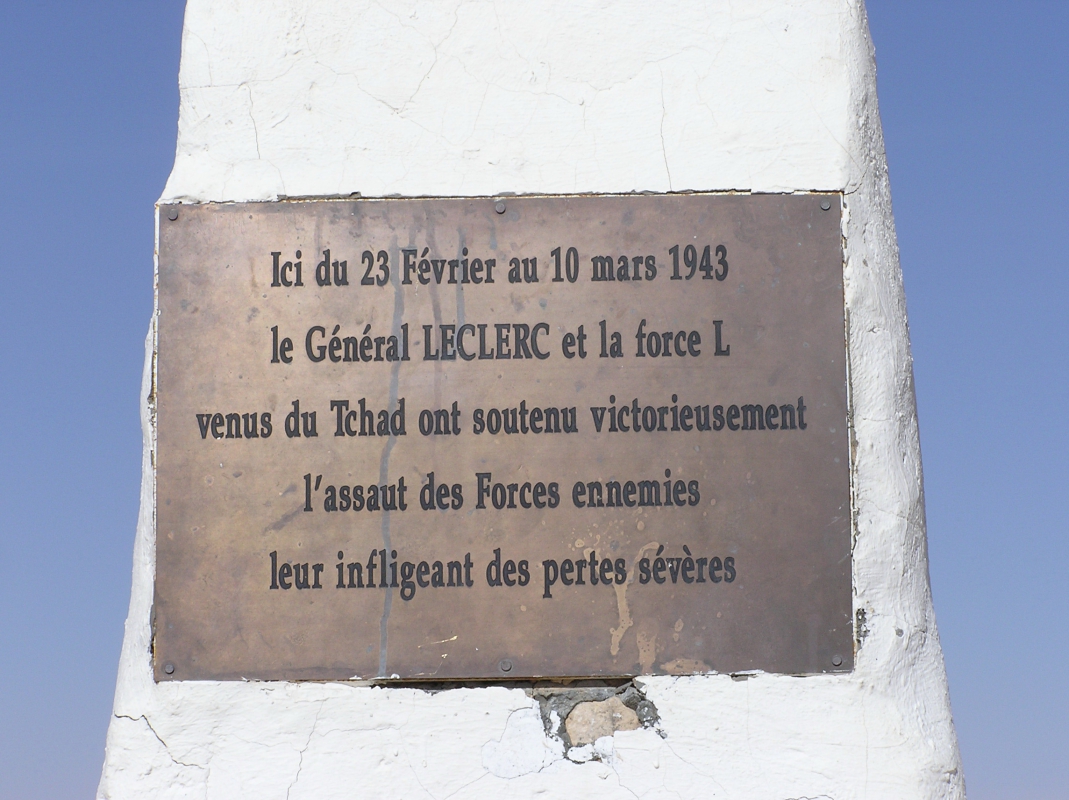 Ici du 23 Février au 10 mars 1943
le Général LECLERC et la force L
venus du Tchad ont soutenu victorieusement
l'assaut des Forces ennemies
leur infligeant des pertes sévères